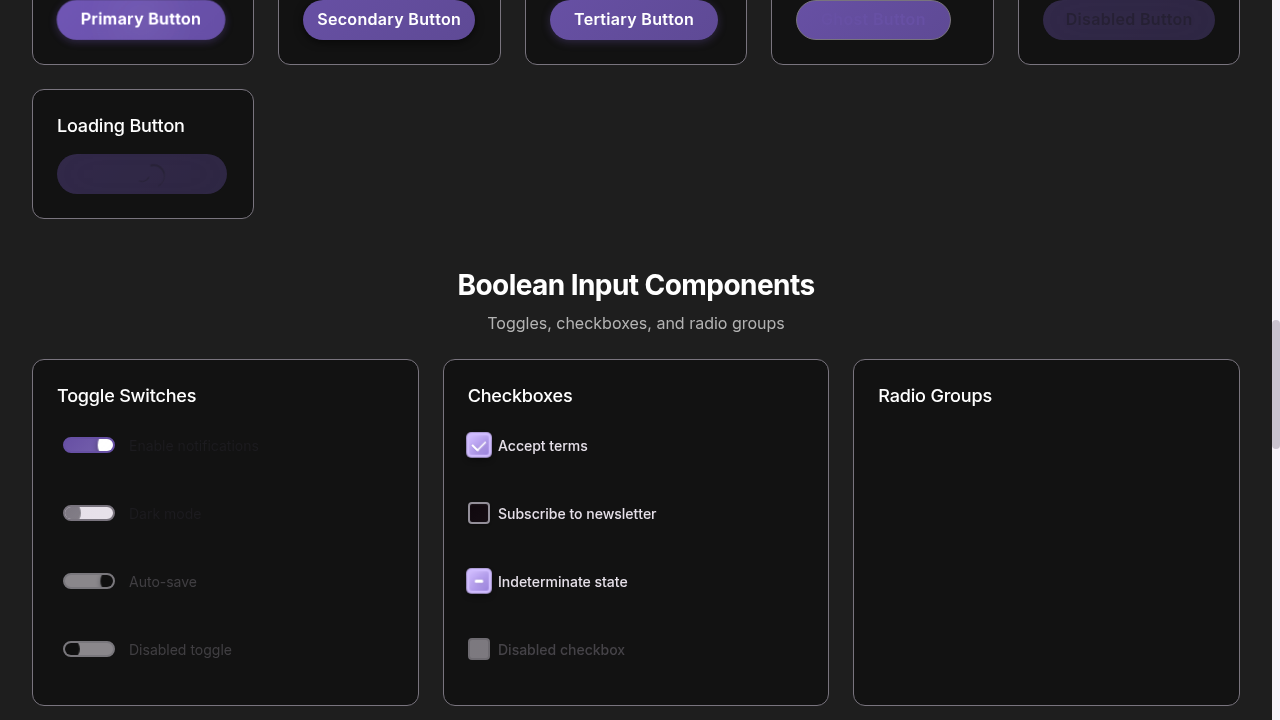 Primary Button
Secondary Button
Tertiary Button
Button
Disabled Button
Loading Button
Boolean Input Components
Toggles, checkboxes, and radio groups
Toggle Switches
Enable notifications
Dark mode
Auto-save
Disabled toggle
Checkboxes
Accept terms
Subscribe to newsletter
Indeterminate state
Disabled checkbox
Radio Groups